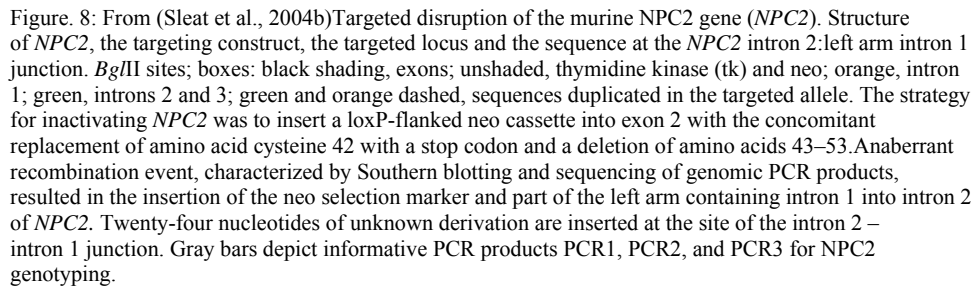 Figure. 8: From (Sleat et al., 2004b)Targeted disruption of the murine NPC2 gene (NPC2). Structure
of NPC2, the targeting construct, the targeted locus and the sequence at the NPC2 intron 2:left arm intron 1
junction. BglII sites; boxes: black shading, exons; unshaded, thymidine kinase (tk) and neo; orange, intron
1; green, introns 2 and 3; green and orange dashed, sequences duplicated in the targeted allele. The strategy
for inactivating NPC2 was to insert a loxP-flanked neo cassette into exon 2 with the concomitant
replacement of amino acid cysteine 42 with a stop codon and a deletion of amino acids 43–53.Anaberrant
recombination event, characterized by Southern blotting and sequencing of genomic PCR products,
resulted in the insertion of the neo selection marker and part of the left arm containing intron 1 into intron 2
of NPC2. Twenty-four nucleotides of unknown derivation are inserted at the site of the intron 2 –
intron 1 junction. Gray bars depict informative PCR products PCR1, PCR2, and PCR3 for NPC2
genotyping.